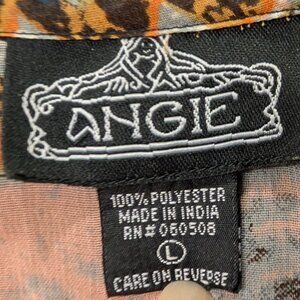 ANGIE
100% POLYESTER
MADE IN INDIA
RN# 060508
L
CARE ON REVERSE